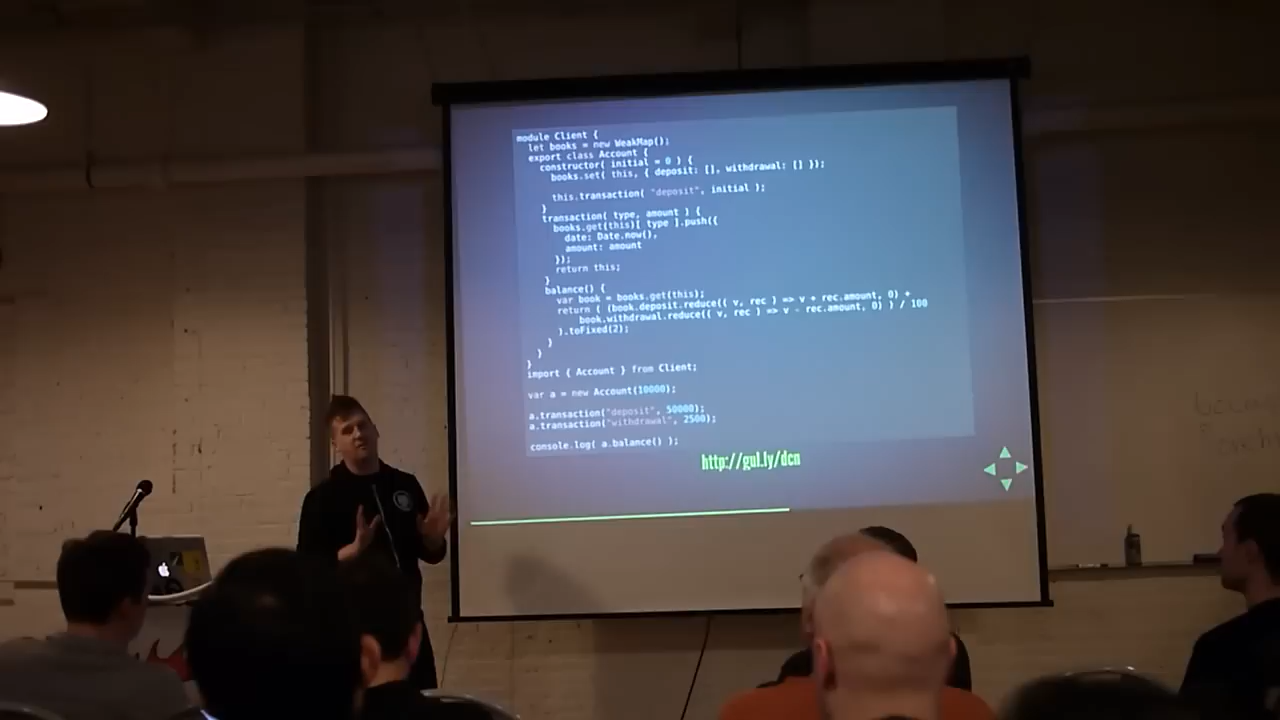 module Client {
let books = new WeakMap();
export class Account {
constructor( initial = 0 ) {
books.set( this, { deposit: [], withdrawal: [] });
this.transaction( "deposit", initial );
}
transaction( type, amount ) {
books.get(this)[ type ].push({
date: Date.now(),
amount: amount
});
return this;
}
balance() {
var book = books.get(this);
return ( (book.deposit.reduce(( v, rec ) => v + rec.amount, 0) +
book.withdrawal.reduce(( v, rec ) => v - rec.amount, 0) ) / 100
).toFixed(2);
}
}
}
import { Account } from Client;
var a = new Account(10000);
a.transaction("deposit", 50000);
a.transaction("withdrawal", 2500);
console.log( a.balance() );
http://gul.ly/dcn